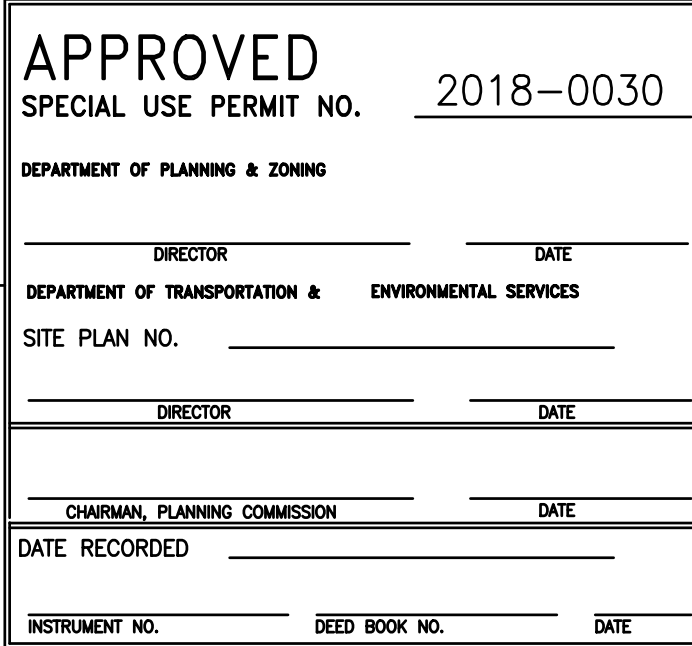 APPROVED
SPECIAL USE PERMIT NO. 2018-0030
DEPARTMENT OF PLANNING & ZONING
DIRECTOR DATE
DEPARTMENT OF TRANSPORTATION & ENVIRONMENTAL SERVICES
SITE PLAN NO.
DIRECTOR DATE
CHAIRMAN, PLANNING COMMISSION DATE
DATE RECORDED
INSTRUMENT NO. DEED BOOK NO. DATE